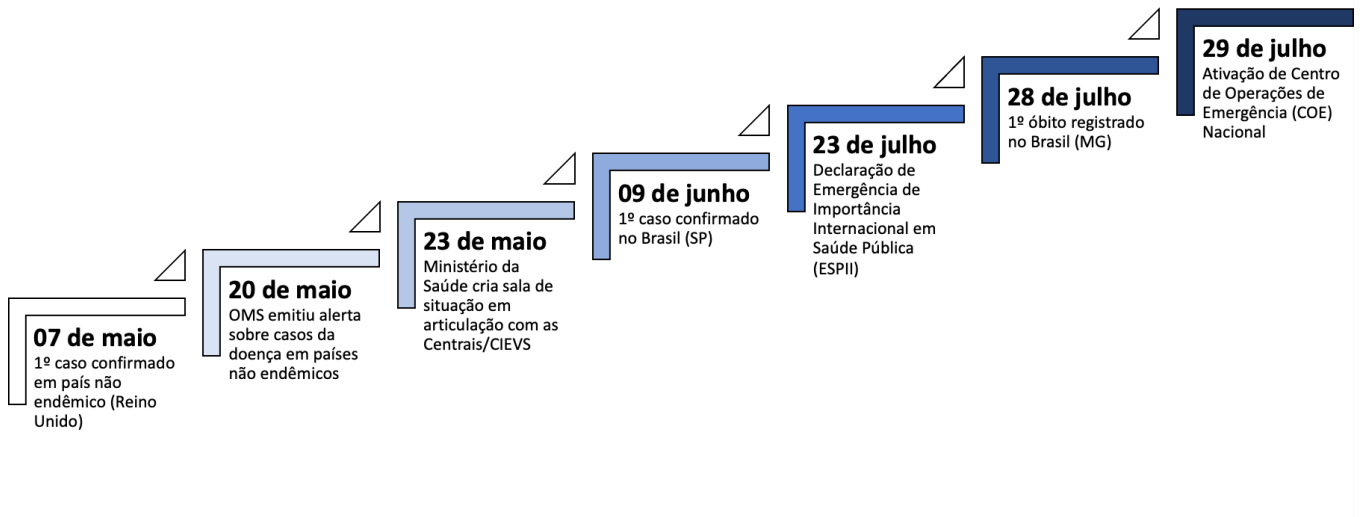 07 de maio
1º caso confirmado
em país não
endêmico (Reino
Unido)
20 de maio
OMS emitiu alerta
sobre casos da
doença em países
não endêmicos
23 de maio
Ministério da
Saúde cria sala de
situação em
articulação com as
Centrais/CIEVS
09 de junho
1º caso confirmado
no Brasil (SP)
23 de julho
Declaração de
Emergência de
Importância
Internacional em
Saúde Pública
(ESPII)
28 de julho
1º óbito registrado
no Brasil (MG)
29 de julho
Ativação de Centro
de Operações de
Emergência (COE)
Nacional